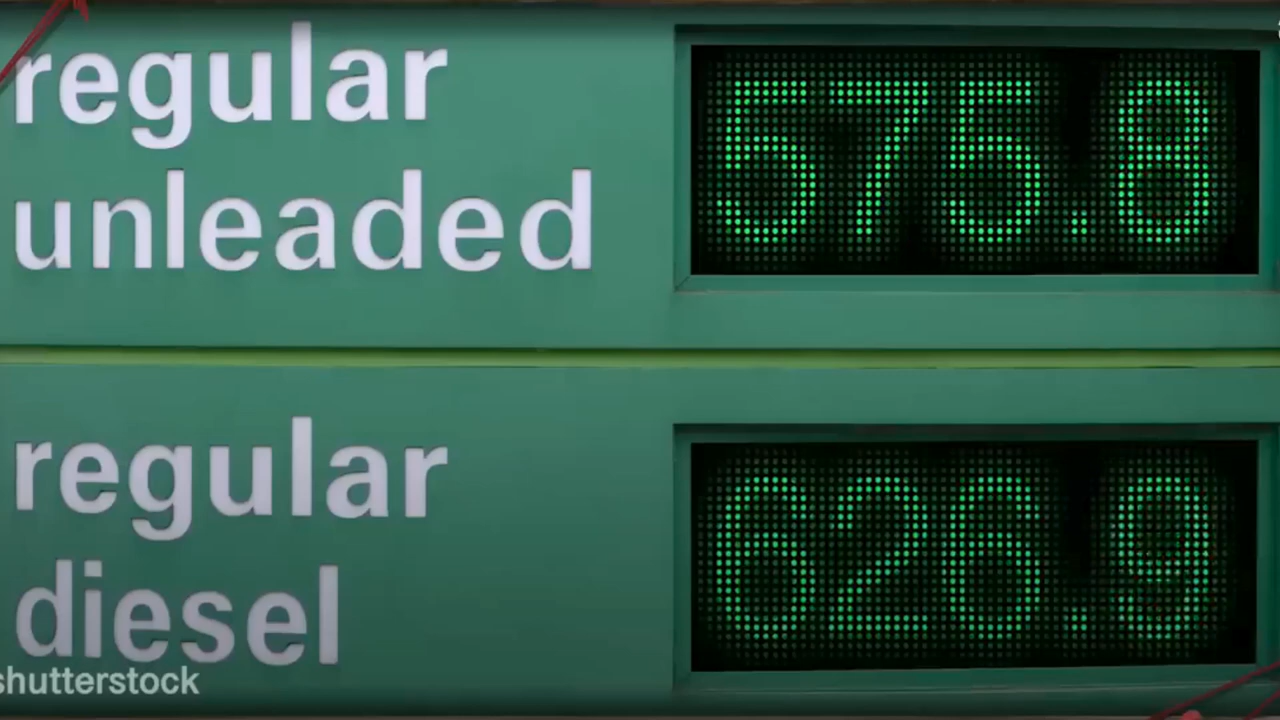 regular
unleaded
575.8
regular
diesel
626.9
shutterstock